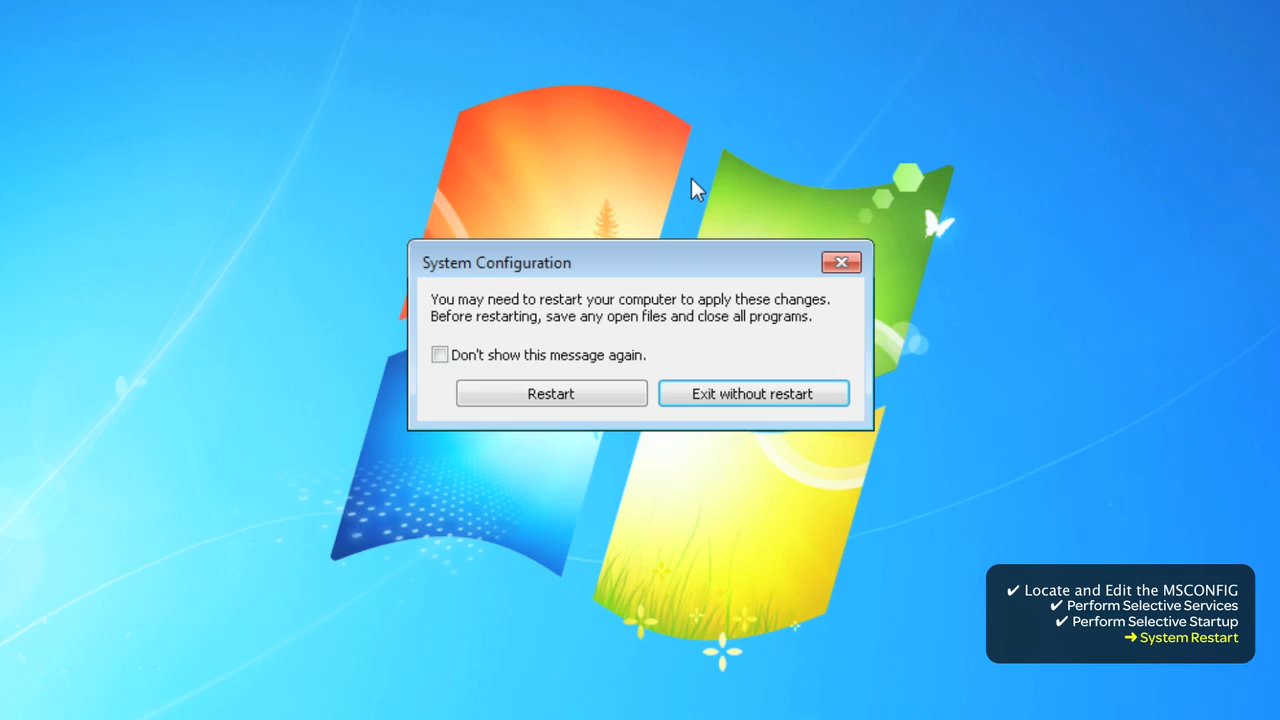 System Configuration
You may need to restart your computer to apply these changes.
Before restarting, save any open files and close all programs.
Don't show this message again.
Restart
Exit without restart
✔ Locate and Edit the MSCONFIG
✔ Perform Selective Services
✔ Perform Selective Startup
➜ System Restart